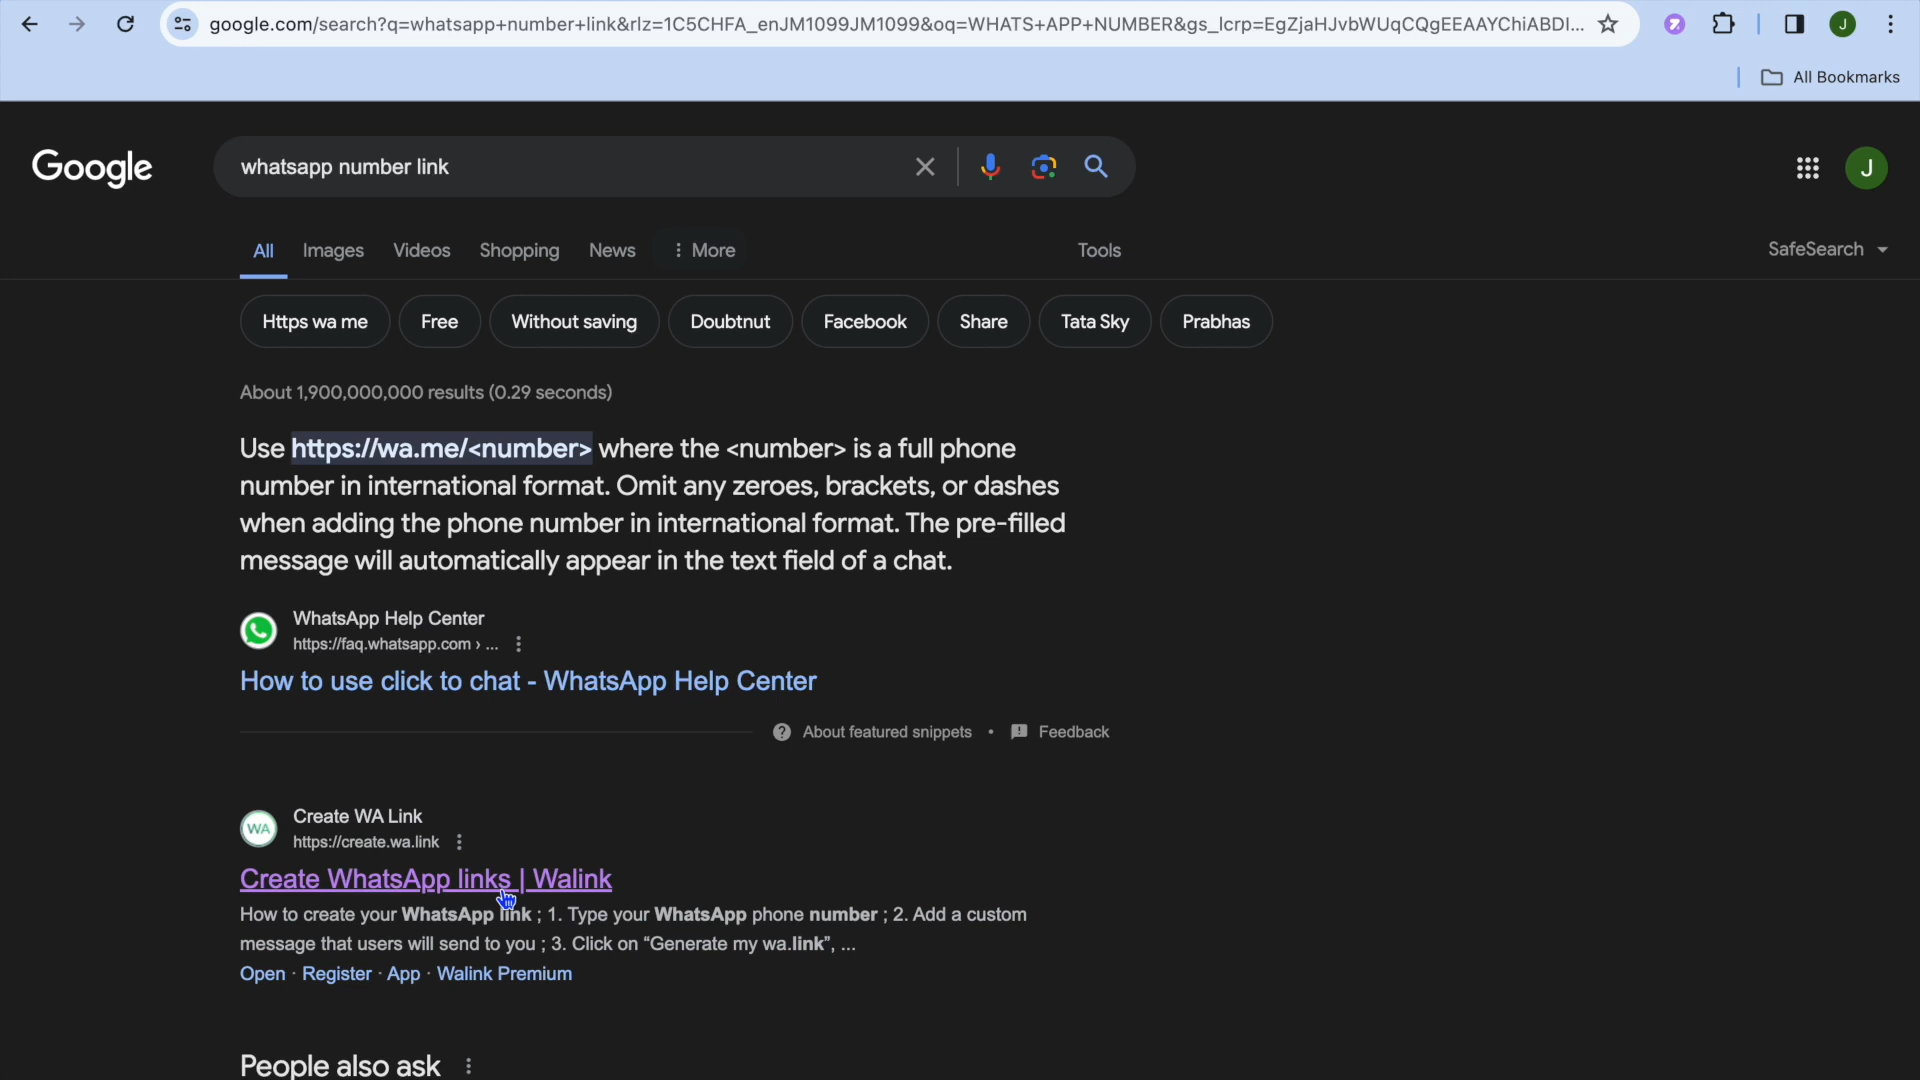 google.com/search?q=whatsapp+number+link&rlz=1C5CHFA_enJM1099JM1099&oq=WHATS+APP+NUMBER&gs_lcrp=EgZjaHJvbWUqCQgEEAAYChiABDI...
J
All Bookmarks
Google
whatsapp number link
J
All
Images
Videos
Shopping
News
More
Tools
SafeSearch
Https wa me
Free
Without saving
Doubtnut
Facebook
Share
Tata Sky
Prabhas
About 1,900,000,000 results (0.29 seconds)
Use https://wa.me/<number> where the <number> is a full phone
number in international format. Omit any zeroes, brackets, or dashes
when adding the phone number in international format. The pre-filled
message will automatically appear in the text field of a chat.
WhatsApp Help Center
https://faq.whatsapp.com › ...
How to use click to chat - WhatsApp Help Center
About featured snippets • Feedback
WA
Create WA Link
https://create.wa.link
Create WhatsApp links | Walink
How to create your WhatsApp link ; 1. Type your WhatsApp phone number ; 2. Add a custom
message that users will send to you ; 3. Click on “Generate my wa.link”, ...
Open · Register · App · Walink Premium
People also ask